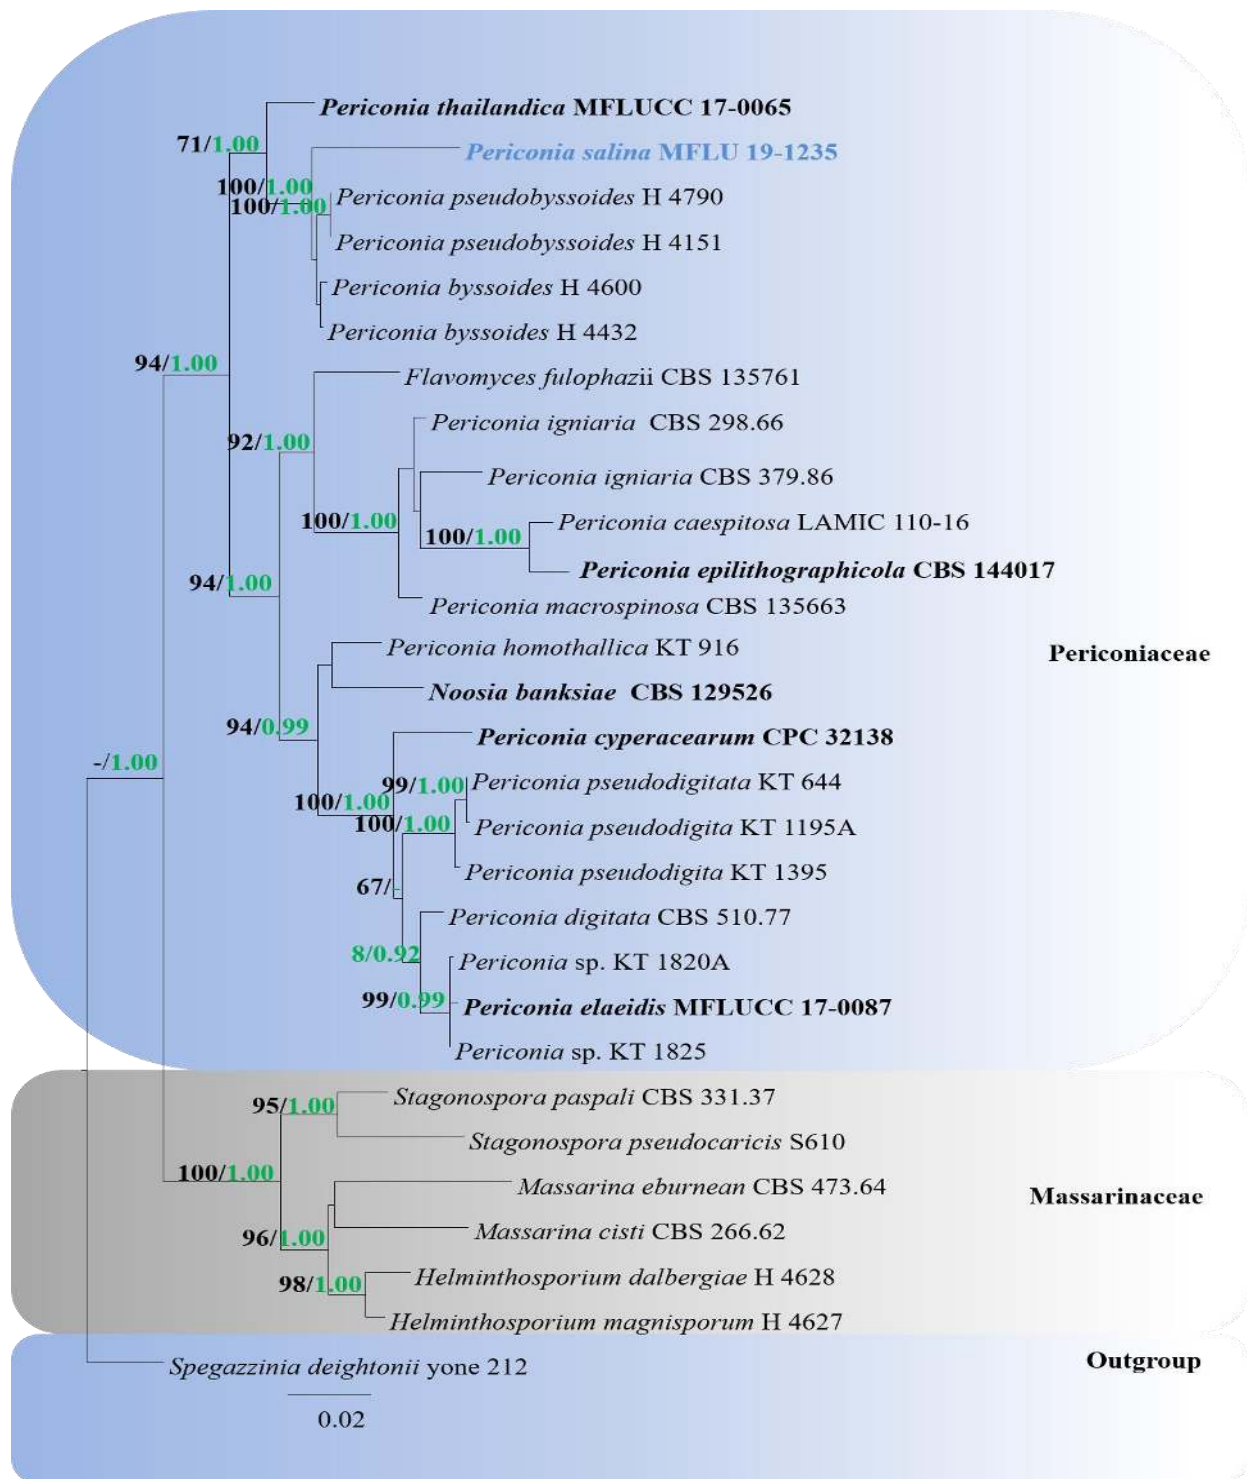 Periconia thailandica MFLUCC 17-0065
71/1.00
Periconia salina MFLU 19-1235
100/1.00
Periconia pseudobyssoides H 4790
100/1.00
Periconia pseudobyssoides H 4151
Periconia byssoides H 4600
Periconia byssoides H 4432
94/1.00
Flavomyces fulophazii CBS 135761
Periconia igniaria CBS 298.66
92/1.00
Periconia igniaria CBS 379.86
100/1.00
Periconia caespitosa LAMIC 110-16
100/1.00
Periconia epilithographicola CBS 144017
94/1.00
Periconia macrospinosa CBS 135663
Periconia homothallica KT 916
Periconiaceae
Noosia banksiae CBS 129526
94/0.99
Periconia cyperacearum CPC 32138
-/1.00
Periconia pseudodigitata KT 644
99/1.00
100/1.00
Periconia pseudodigita KT 1195A
100/1.00
Periconia pseudodigita KT 1395
67/-
Periconia digitata CBS 510.77
8/0.92
Periconia sp. KT 1820A
99/0.99
Periconia elaeidis MFLUCC 17-0087
Periconia sp. KT 1825
Stagonospora paspali CBS 331.37
95/1.00
Stagonospora pseudocaricis S610
100/1.00
Massarina eburnean CBS 473.64
Massarinaceae
Massarina cisti CBS 266.62
96/1.00
Helminthosporium dalbergiae H 4628
98/1.00
Helminthosporium magnisporum H 4627
Outgroup
Spegazzinia deightonii yone 212
0.02